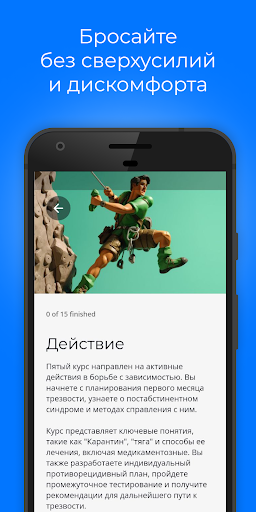 Бросайте
без сверхусилий
и дискомфорта
0 of 15 finished
Действие
Пятый курс направлен на активные
действия в борьбе с зависимостью. Вы
начнете с планирования первого месяца
трезвости, узнаете о постабстинентном
синдроме и методах справления с ним.
Курс представляет ключевые понятия,
такие как "Карантин", "тяга" и способы ее
лечения, включая медикаментозные. Вы
также разработаете индивидуальный
противорецидивный план, пройдете
промежуточное тестирование и получите
рекомендации для дальнейшего пути к
трезвости.